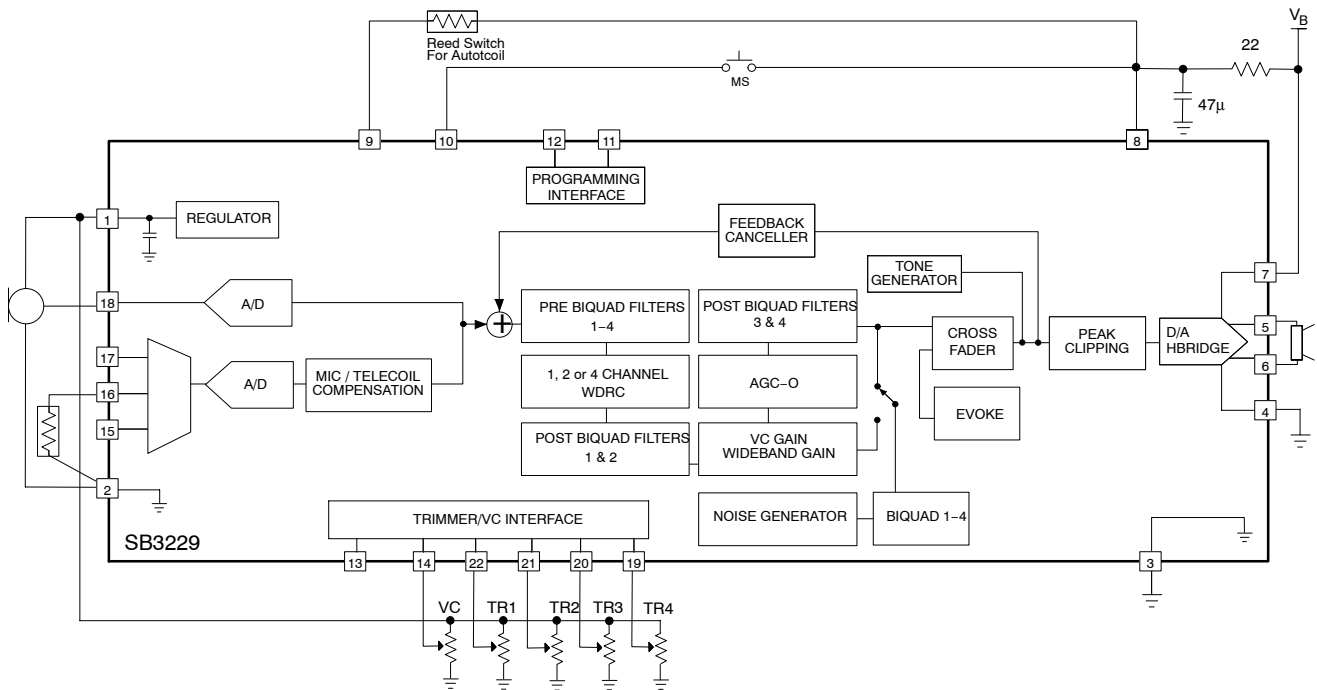 V_B
22
Reed Switch
For Autotcoil
MS
47μ
9
10
12
11
8
PROGRAMMING
INTERFACE
1
REGULATOR
FEEDBACK
CANCELLER
TONE
GENERATOR
7
18
A/D
PRE BIQUAD FILTERS
1−4
POST BIQUAD FILTERS
3 & 4
CROSS
FADER
PEAK
CLIPPING
D/A
HBRIDGE
5
6
17
16
15
A/D
MIC / TELECOIL
COMPENSATION
1, 2 or 4 CHANNEL
WDRC
AGC−O
EVOKE
4
POST BIQUAD FILTERS
1 & 2
VC GAIN
WIDEBAND GAIN
2
NOISE GENERATOR
BIQUAD 1−4
TRIMMER/VC INTERFACE
SB3229
13
14
22
21
20
19
3
VC
TR1
TR2
TR3
TR4